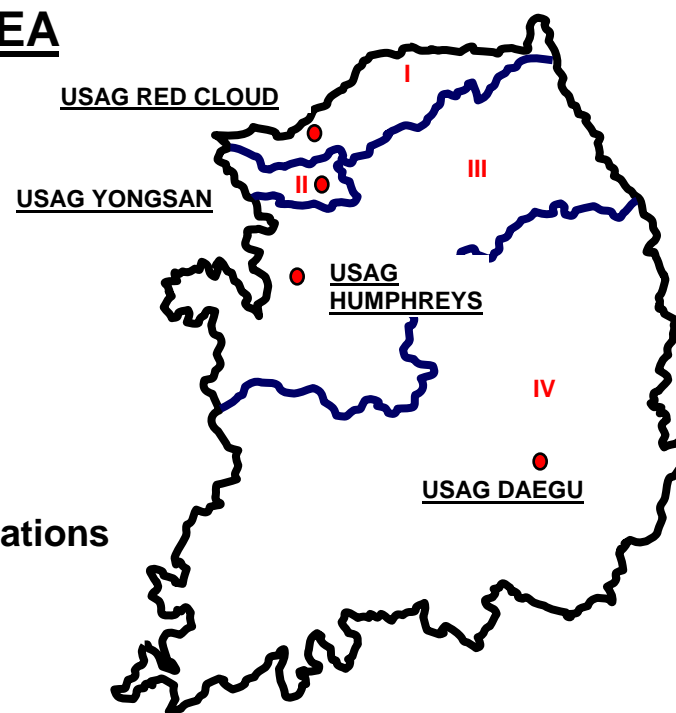 EA
I
USAG RED CLOUD
III
II
USAG YONGSAN
USAG
HUMPHREYS
IV
USAG DAEGU
ations